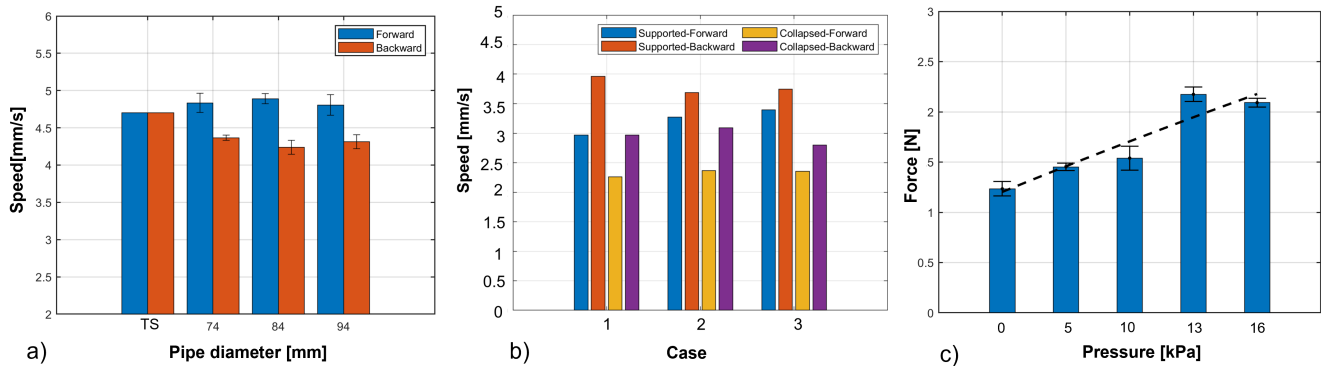 6
5.5
5
4.5
4
3.5
3
2.5
2
Speed[mm/s]
Forward
Backward
TS 74 84 94
Pipe diameter [mm]
a)
5
4.5
4
3.5
3
2.5
2
1.5
1
0.5
0
Speed [mm/s]
Supported-Forward Collapsed-Forward
Supported-Backward Collapsed-Backward
1 2 3
Case
b)
3
2.5
2
5
1
0.5
0
Force [N]
0 5 10 13 16
Pressure [kPa]
c)